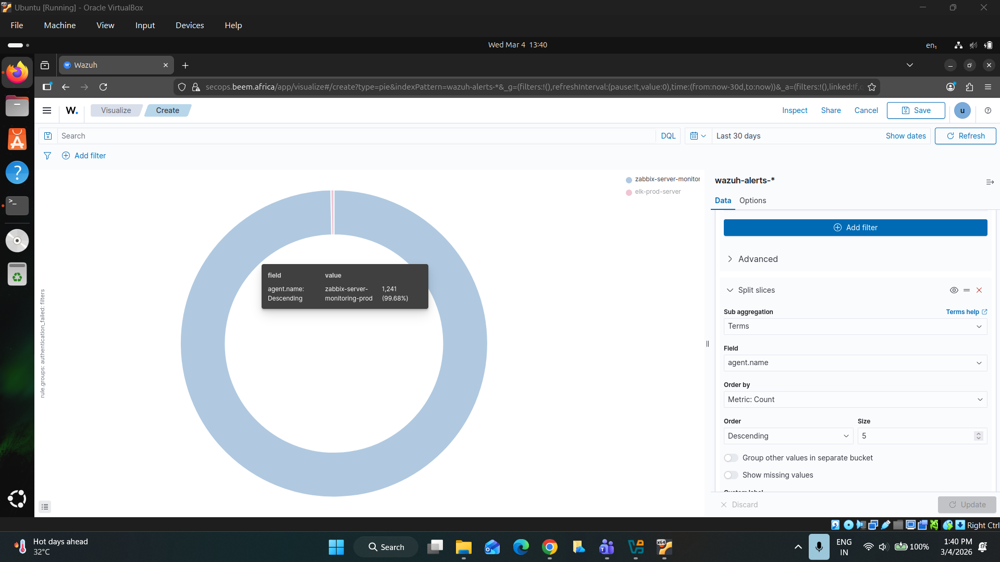 Ubuntu [Running] - Oracle VirtualBox
File Machine View Input Devices Help
Wed Mar 4 13:40
en₁
Wazuh
secops.beem.africa/app/visualize#/create?type=pie&indexPattern=wazuh-alerts-*&_g=(filters:!(),refreshInterval:(pause:!t,value:0),time:(from:now-30d,to:now))&_a=(filters:!(),linked:!f,q
W.
Visualize
Create
Inspect
Share
Cancel
Save
u
Search
DQL
Last 30 days
Show dates
Refresh
Add filter
zabbix-server-monitor
elk-prod-server
rule.groups: authentication_failed: filters
field value
agent.name: Descending
zabbix-server-monitoring-prod
1,241 (99.68%)
wazuh-alerts-*
Data
Options
Add filter
Advanced
Split slices
Sub aggregation
Terms help
Terms
Field
agent.name
Order by
Metric: Count
Order
Size
Descending
5
Group other values in separate bucket
Show missing values
Custom label
Discard
Update
Right Ctrl
Hot days ahead
32°C
Search
ENG
IN
100%
1:40 PM
3/4/2026